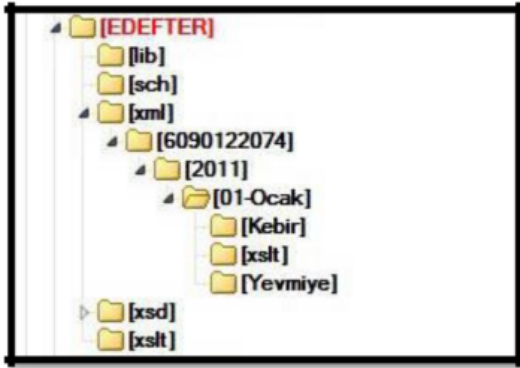 [EDEFTER]
[lib]
[sch]
[xml]
[6090122074]
[2011]
[01-Ocak]
[Kebir]
[xslt]
[Yevmiye]
[xsd]
[xslt]